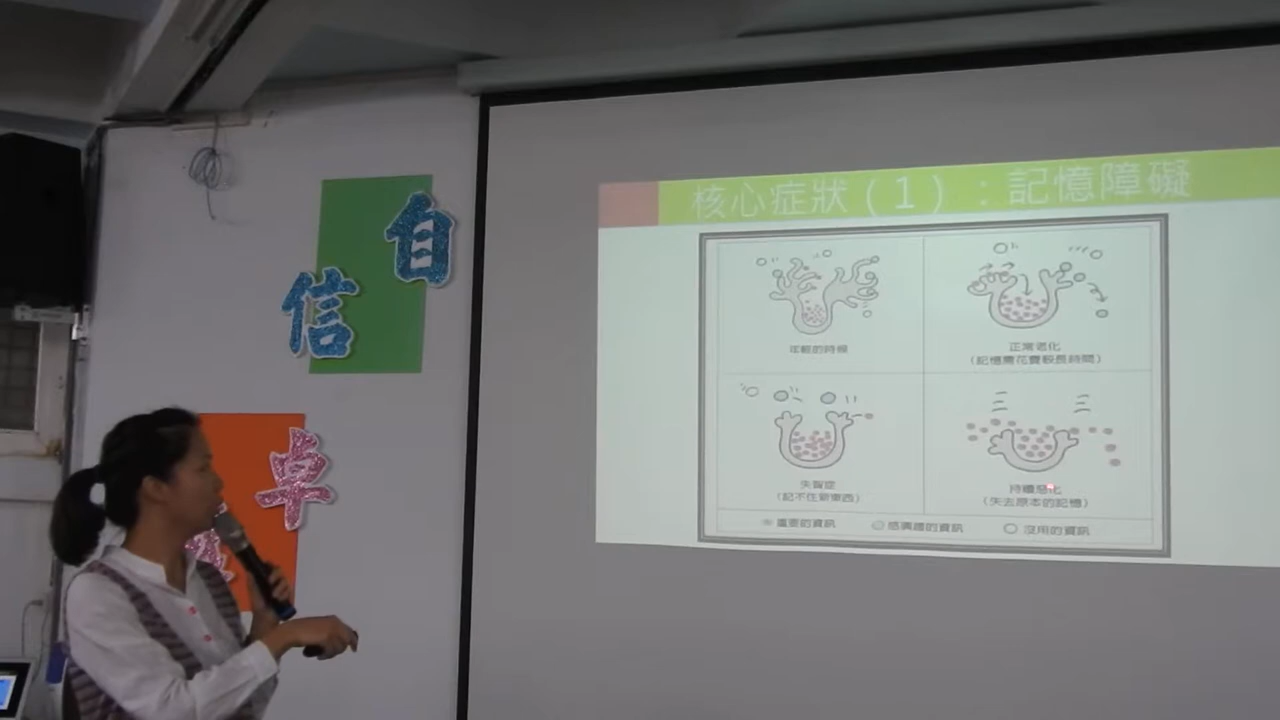 自信
卓
核心症狀(1):記憶障礙
年輕的時候
正常老化
(記憶需花費較長時間)
失智症
(記不住新東西)
持續惡化
(失去原本的記憶)
重要的資訊
感興趣的資訊
沒用的資訊